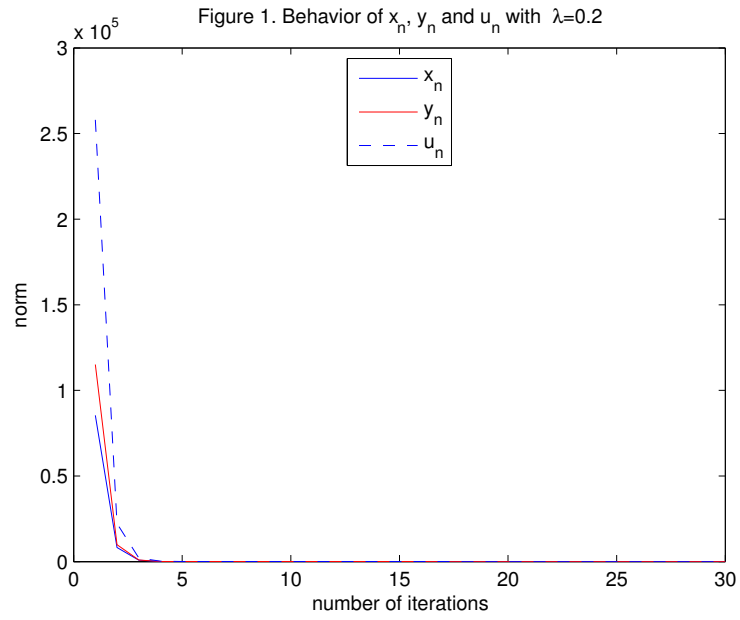 Figure 1. Behavior of x_n, y_n and u_n with λ=0.2
x 10^5
3
2.5
2
1.5
1
0.5
0
norm
x_n
y_n
u_n
0 5 10 15 20 25 30
number of iterations